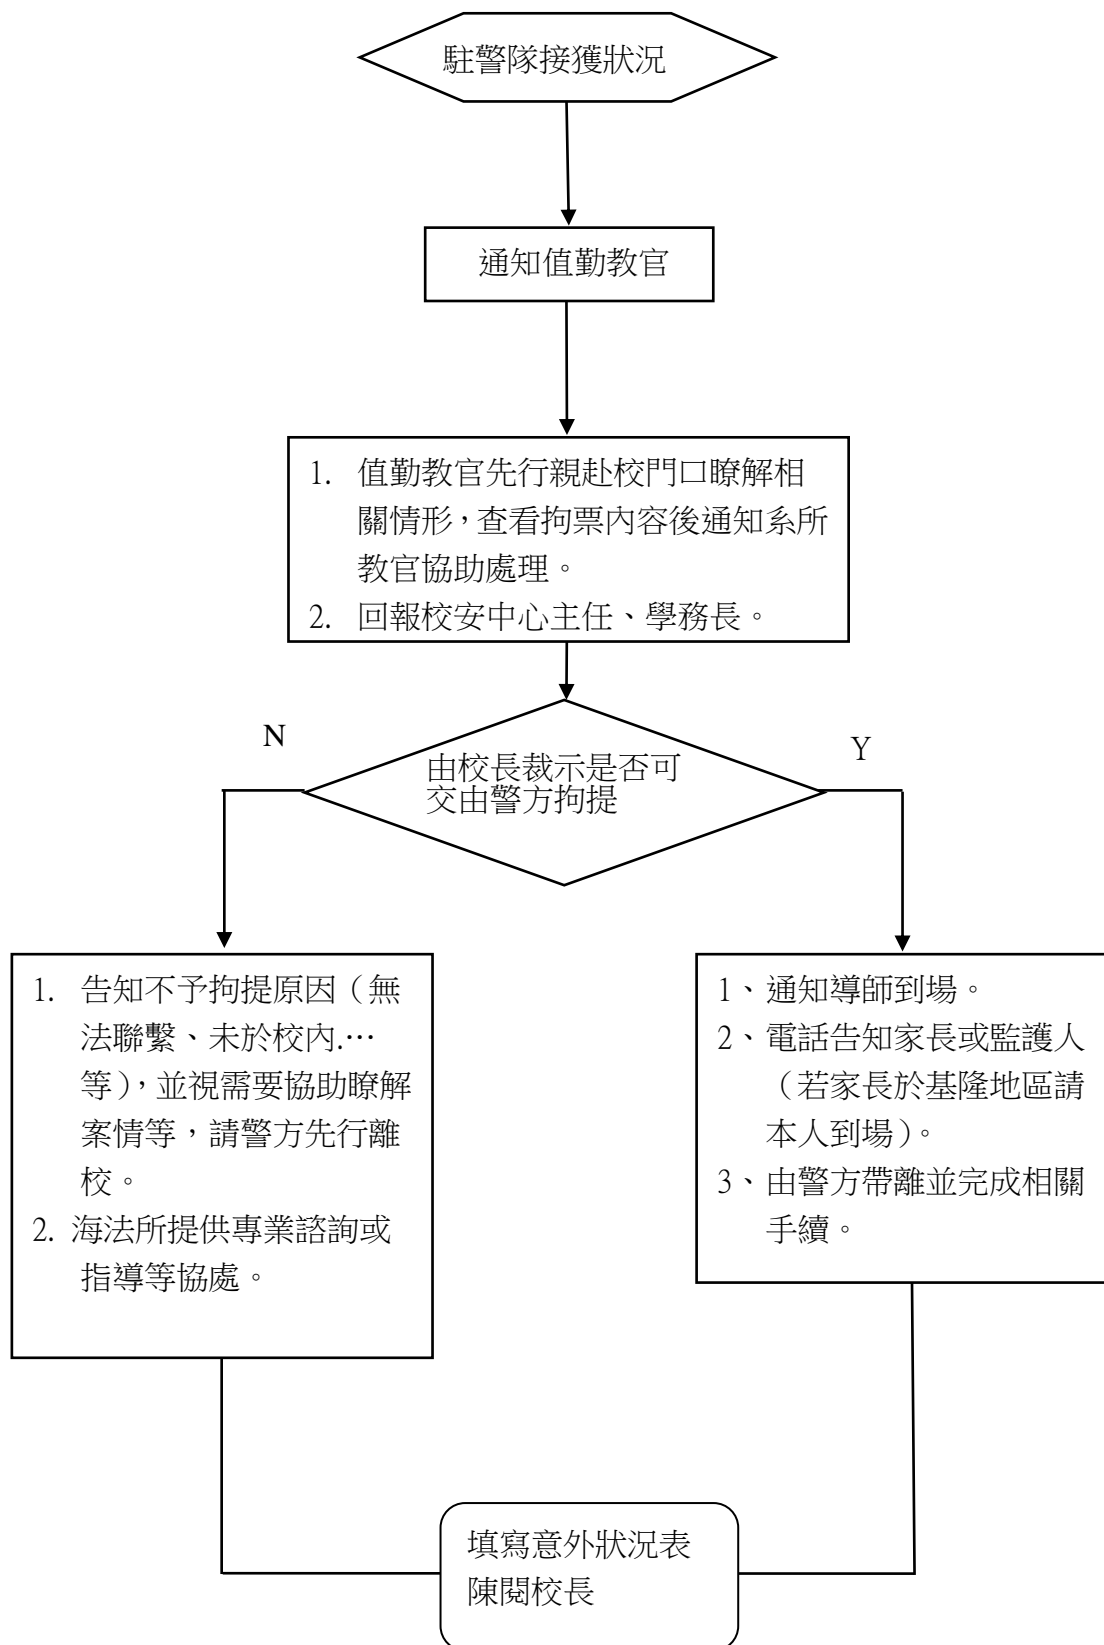 駐警隊接獲狀況
通知值勤教官
1. 值勤教官先行親赴校門口瞭解相
關情形，查看拘票內容後通知系所
教官協助處理。
2. 回報校安中心主任、學務長。
N
Y
由校長裁示是否可
交由警方拘提
1. 告知不予拘提原因（無
法聯繫、未於校內.…
等），並視需要協助瞭解
案情等，請警方先行離
校。
2. 海法所提供專業諮詢或
指導等協處。
1、通知導師到場。
2、電話告知家長或監護人
（若家長於基隆地區請
本人到場）。
3、由警方帶離並完成相關
手續。
填寫意外狀況表
陳閱校長